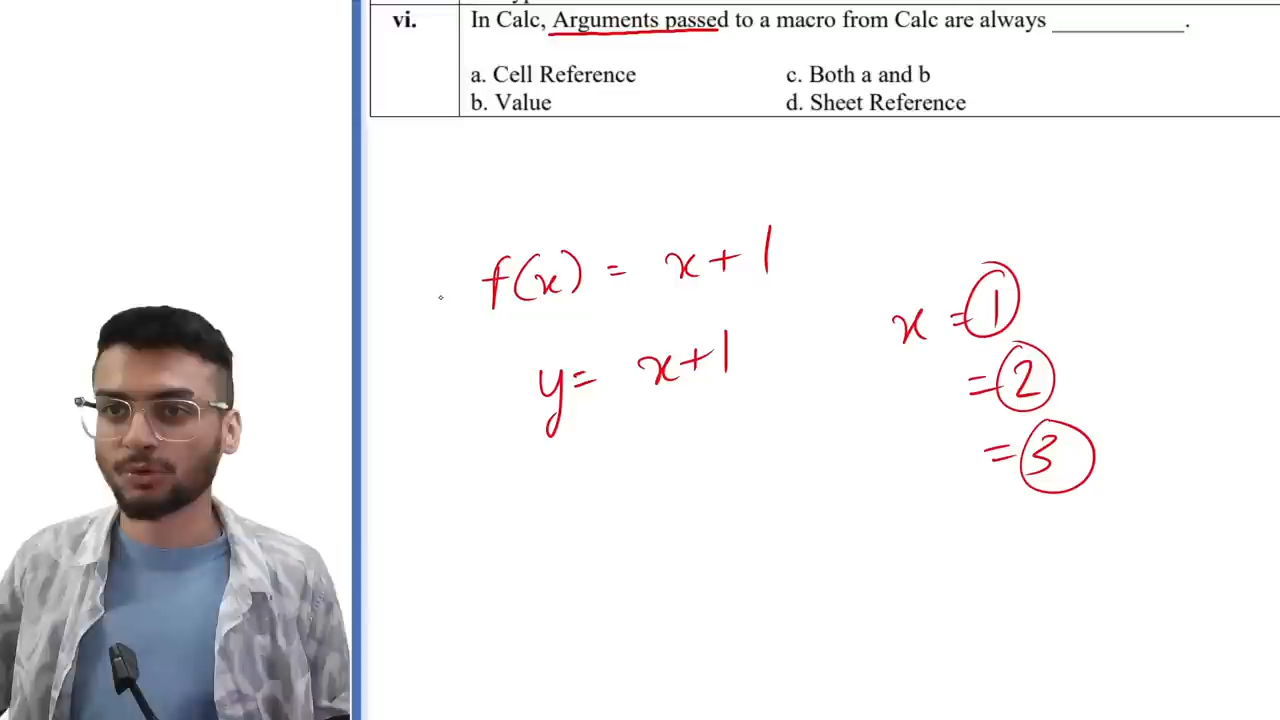 vi. In Calc, Arguments passed to a macro from Calc are always ____________.
a. Cell Reference c. Both a and b
b. Value d. Sheet Reference
f(x) = x+1
y= x+1
x =1
=2
=3